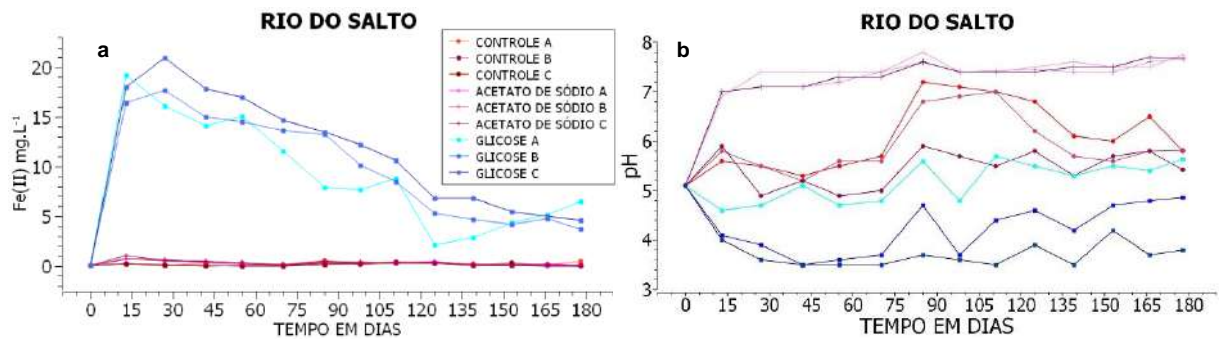 RIO DO SALTO
a
CONTROLE A
CONTROLE B
CONTROLE C
ACETATO DE SÓDIO A
ACETATO DE SÓDIO B
ACETATO DE SÓDIO C
GLICOSE A
GLICOSE B
GLICOSE C
Fe(II) mg.L⁻¹
20
15
10
5
0
0 15 30 45 60 75 90 105 120 135 150 165 180
TEMPO EM DIAS
RIO DO SALTO
b
pH
8
7
6
5
4
3
0 15 30 45 60 75 90 105 120 135 150 165 180
TEMPO EM DIAS